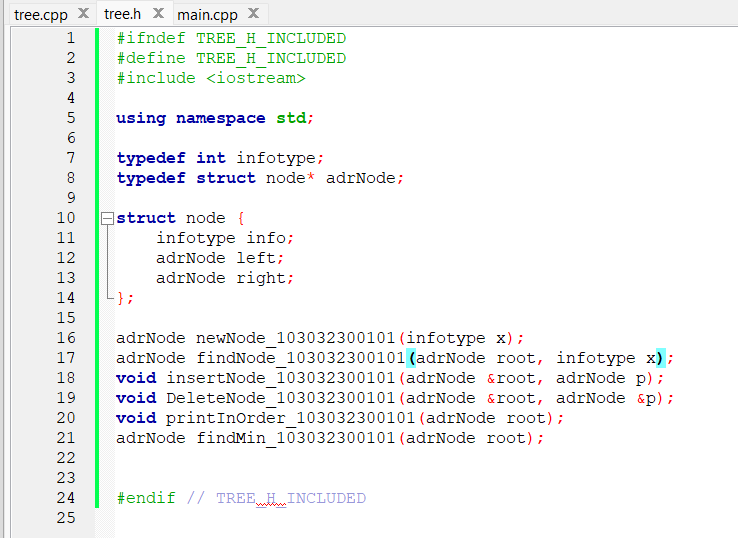 tree.cpp X tree.h X main.cpp X
1 #ifndef TREE_H_INCLUDED
2 #define TREE_H_INCLUDED
3 #include <iostream>
4
5 using namespace std;
6
7 typedef int infotype;
8 typedef struct node* adrNode;
9
10 struct node {
11 infotype info;
12 adrNode left;
13 adrNode right;
14 };
15
16 adrNode newNode_103032300101(infotype x);
17 adrNode findNode_103032300101(adrNode root, infotype x);
18 void insertNode_103032300101(adrNode &root, adrNode p);
19 void DeleteNode_103032300101(adrNode &root, adrNode &p);
20 void printInOrder_103032300101(adrNode root);
21 adrNode findMin_103032300101(adrNode root);
22
23
24 #endif // TREE_H_INCLUDED
25